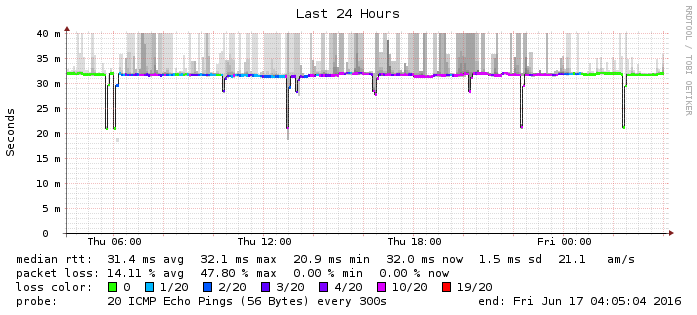 Last 24 Hours
RRDTOOL / TOBI OETIKER
Seconds
40 m
35 m
30 m
25 m
20 m
15 m
10 m
5 m
0
Thu 06:00 Thu 12:00 Thu 18:00 Fri 00:00
median rtt: 31.4 ms avg 32.1 ms max 20.9 ms min 32.0 ms now 1.5 ms sd 21.1 am/s
packet loss: 14.11 % avg 47.80 % max 0.00 % min 0.00 % now
loss color: 0 1/20 2/20 3/20 4/20 10/20 19/20
probe: 20 ICMP Echo Pings (56 Bytes) every 300s end: Fri Jun 17 04:05:04 2016